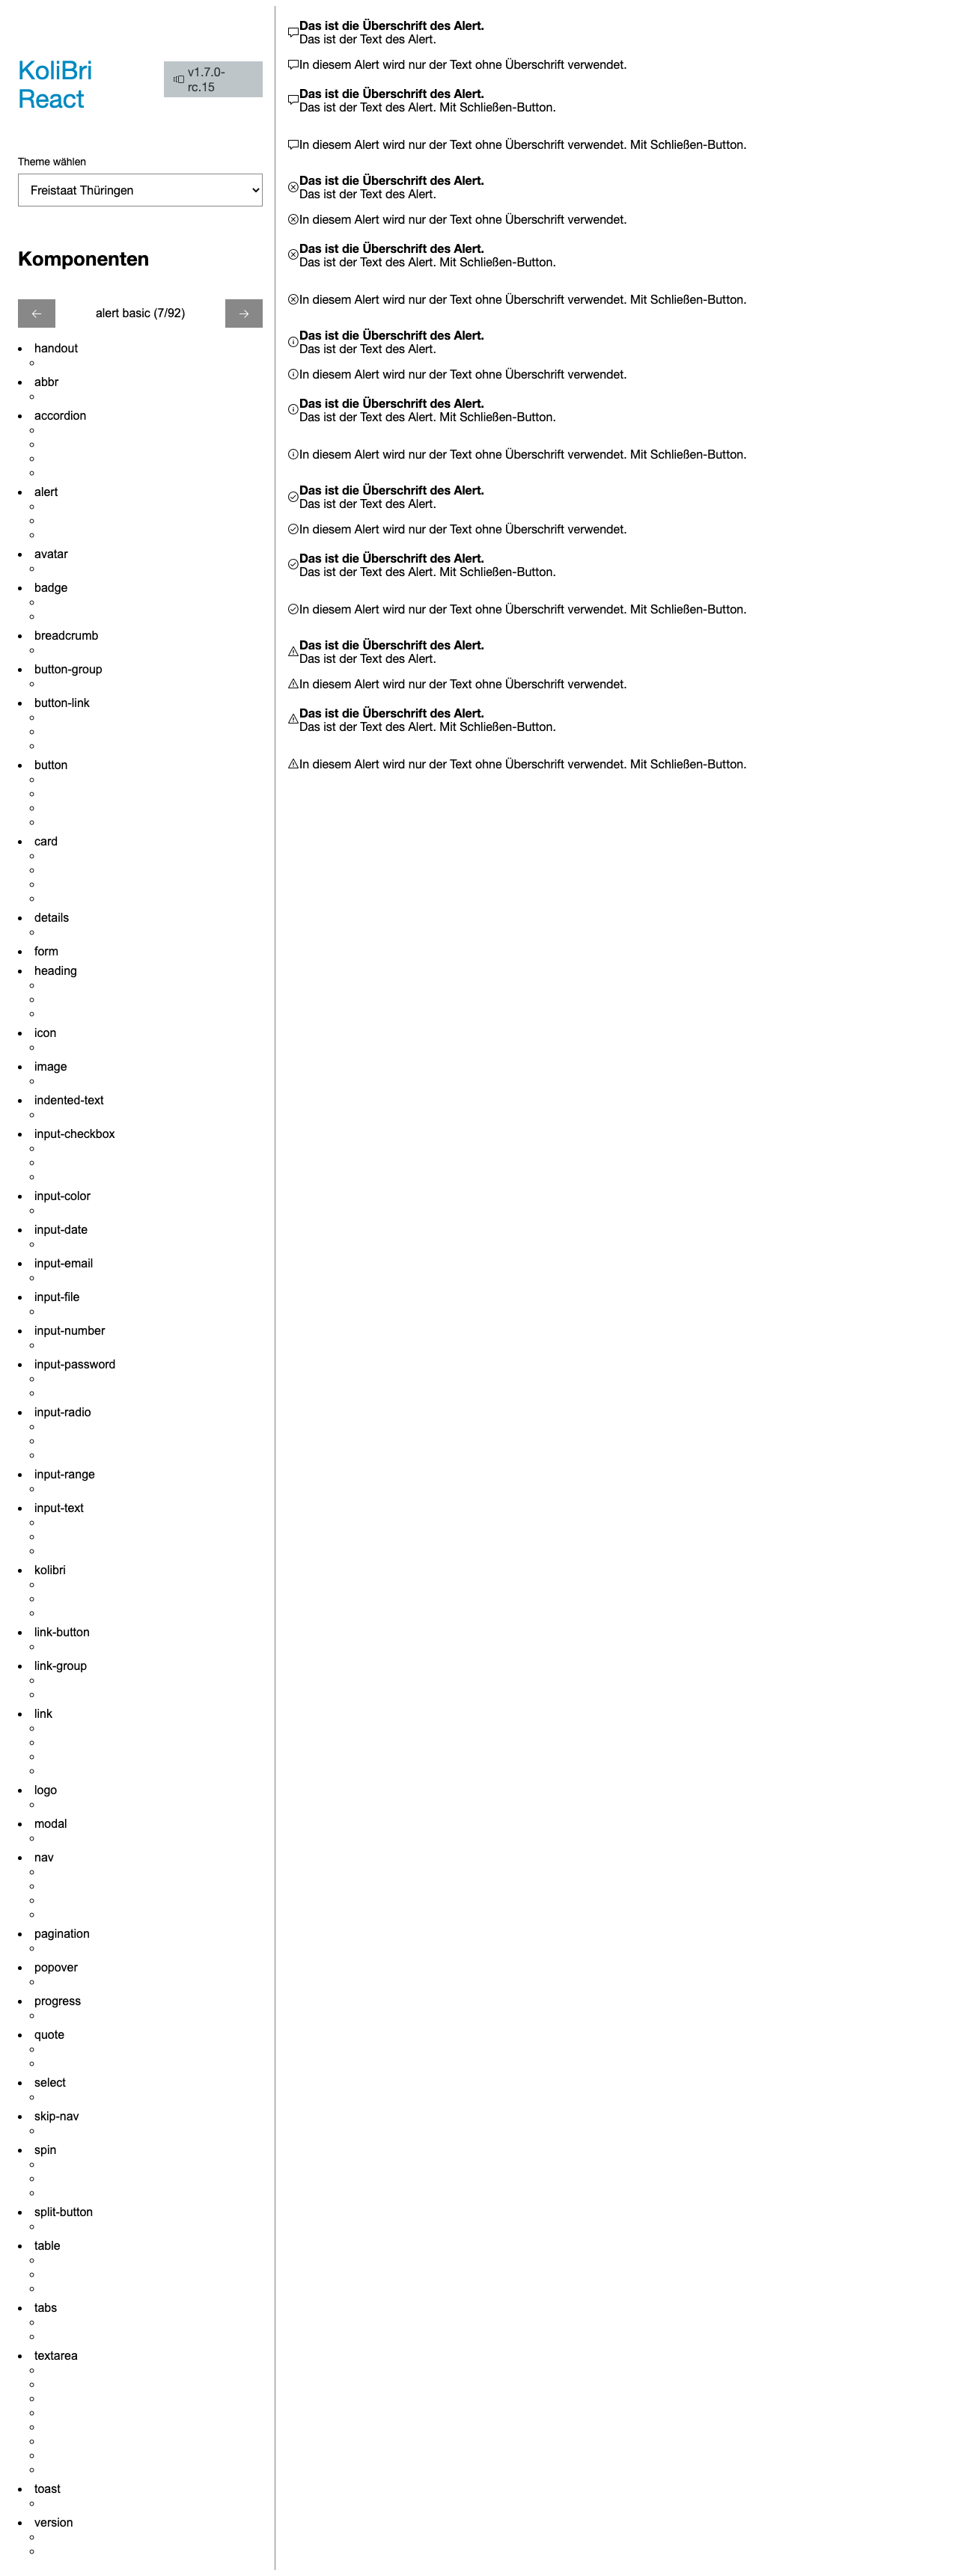 KoliBri
React
v1.7.0-
rc.15
Theme wählen
Freistaat Thüringen
Komponenten
alert basic (7/92)
handout
abbr
accordion
alert
avatar
badge
breadcrumb
button-group
button-link
button
card
details
form
heading
icon
image
indented-text
input-checkbox
input-color
input-date
input-email
input-file
input-number
input-password
input-radio
input-range
input-text
kolibri
link-button
link-group
link
logo
modal
nav
pagination
popover
progress
quote
select
skip-nav
spin
split-button
table
tabs
textarea
toast
version
Das ist die Überschrift des Alert.
Das ist der Text des Alert.
In diesem Alert wird nur der Text ohne Überschrift verwendet.
Das ist die Überschrift des Alert.
Das ist der Text des Alert. Mit Schließen-Button.
In diesem Alert wird nur der Text ohne Überschrift verwendet. Mit Schließen-Button.
Das ist die Überschrift des Alert.
Das ist der Text des Alert.
In diesem Alert wird nur der Text ohne Überschrift verwendet.
Das ist die Überschrift des Alert.
Das ist der Text des Alert. Mit Schließen-Button.
In diesem Alert wird nur der Text ohne Überschrift verwendet. Mit Schließen-Button.
Das ist die Überschrift des Alert.
Das ist der Text des Alert.
In diesem Alert wird nur der Text ohne Überschrift verwendet.
Das ist die Überschrift des Alert.
Das ist der Text des Alert. Mit Schließen-Button.
In diesem Alert wird nur der Text ohne Überschrift verwendet. Mit Schließen-Button.
Das ist die Überschrift des Alert.
Das ist der Text des Alert.
In diesem Alert wird nur der Text ohne Überschrift verwendet.
Das ist die Überschrift des Alert.
Das ist der Text des Alert. Mit Schließen-Button.
In diesem Alert wird nur der Text ohne Überschrift verwendet. Mit Schließen-Button.
Das ist die Überschrift des Alert.
Das ist der Text des Alert.
In diesem Alert wird nur der Text ohne Überschrift verwendet.
Das ist die Überschrift des Alert.
Das ist der Text des Alert. Mit Schließen-Button.
In diesem Alert wird nur der Text ohne Überschrift verwendet. Mit Schließen-Button.